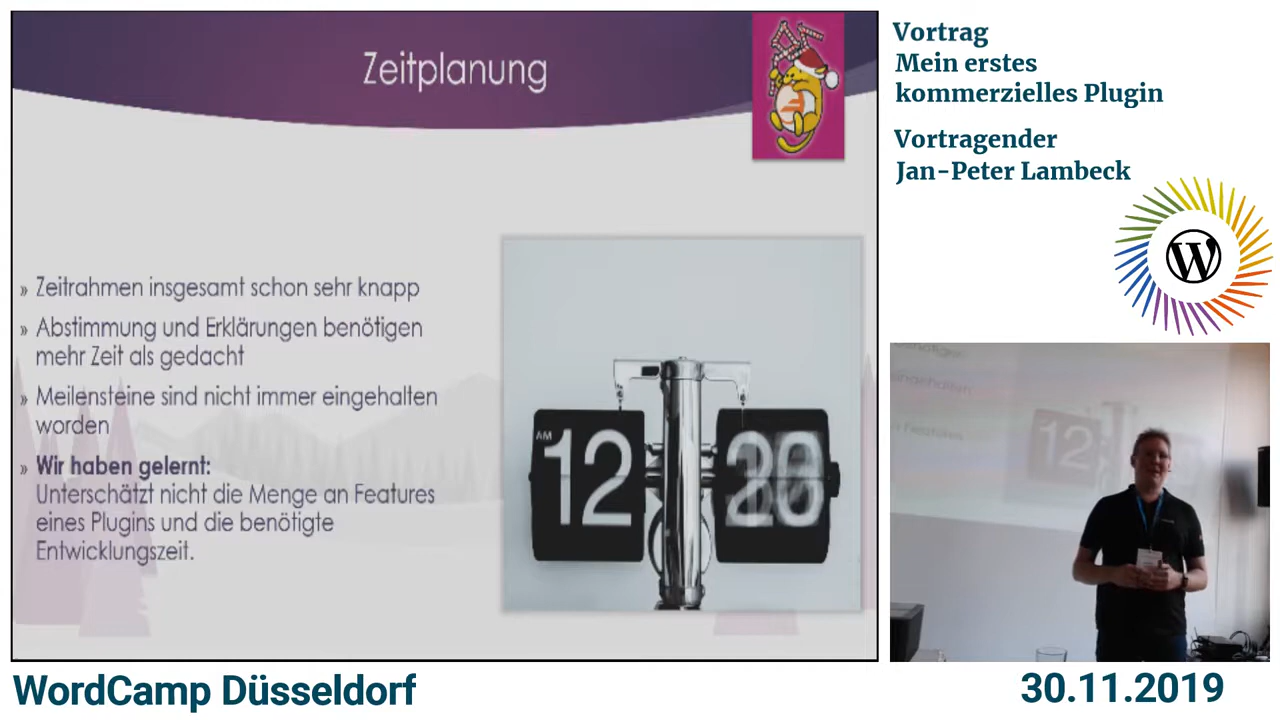 Zeitplanung
» Zeitrahmen insgesamt schon sehr knapp
» Abstimmung und Erklärungen benötigen
mehr Zeit als gedacht
» Meilensteine sind nicht immer eingehalten
worden
» Wir haben gelernt:
Unterschätzt nicht die Menge an Features
eines Plugins und die benötigte
Entwicklungszeit.
AM
12
Vortrag
Mein erstes
kommerzielles Plugin
Vortragender
Jan-Peter Lambeck
W
12
WordCamp Düsseldorf
30.11.2019